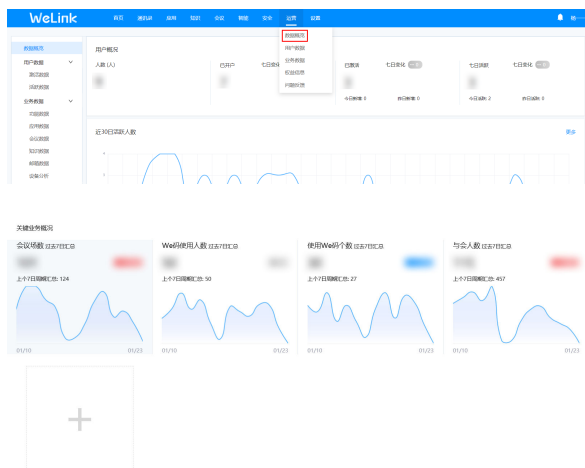 WeLink
首页 通讯录 应用 知识 会议 智能 安全 运营 设置
数据概况
用户数据
业务数据
权益信息
问题反馈
数据概况
用户数据
激活数据
活跃数据
业务数据
功能数据
应用数据
会议数据
知识数据
邮箱数据
设备分析
用户概况
人数 (人) 已开户 七日变化 已激活 七日变化 七日活跃 七日变化
今日新增: 0 昨日新增: 0 今日活跃: 2 昨日活跃: 0
近30日活跃人数 更多
关键业务概况
会议场数 过去7日汇总
上个7日周期汇总: 124
01/10 01/23
We码使用人数 过去7日汇总
上个7日周期汇总: 50
01/10 01/23
使用We码个数 过去7日汇总
上个7日周期汇总: 27
01/10 01/23
与会人数 过去7日汇总
上个7日周期汇总: 457
01/10 01/23